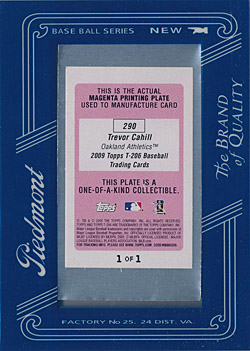 BASE BALL SERIES NEW
THIS IS THE ACTUAL
MAGENTA PRINTING PLATE
USED TO MANUFACTURE CARD
290
Trevor Cahill
Oakland Athletics™
2009 Topps T-206 Baseball
Trading Cards
THIS PLATE IS A
ONE-OF-A-KIND COLLECTIBLE.
Topps
1 of 1
Piedmont
The BRAND
of QUALITY
FACTORY No 25. 24 DIST. VA.